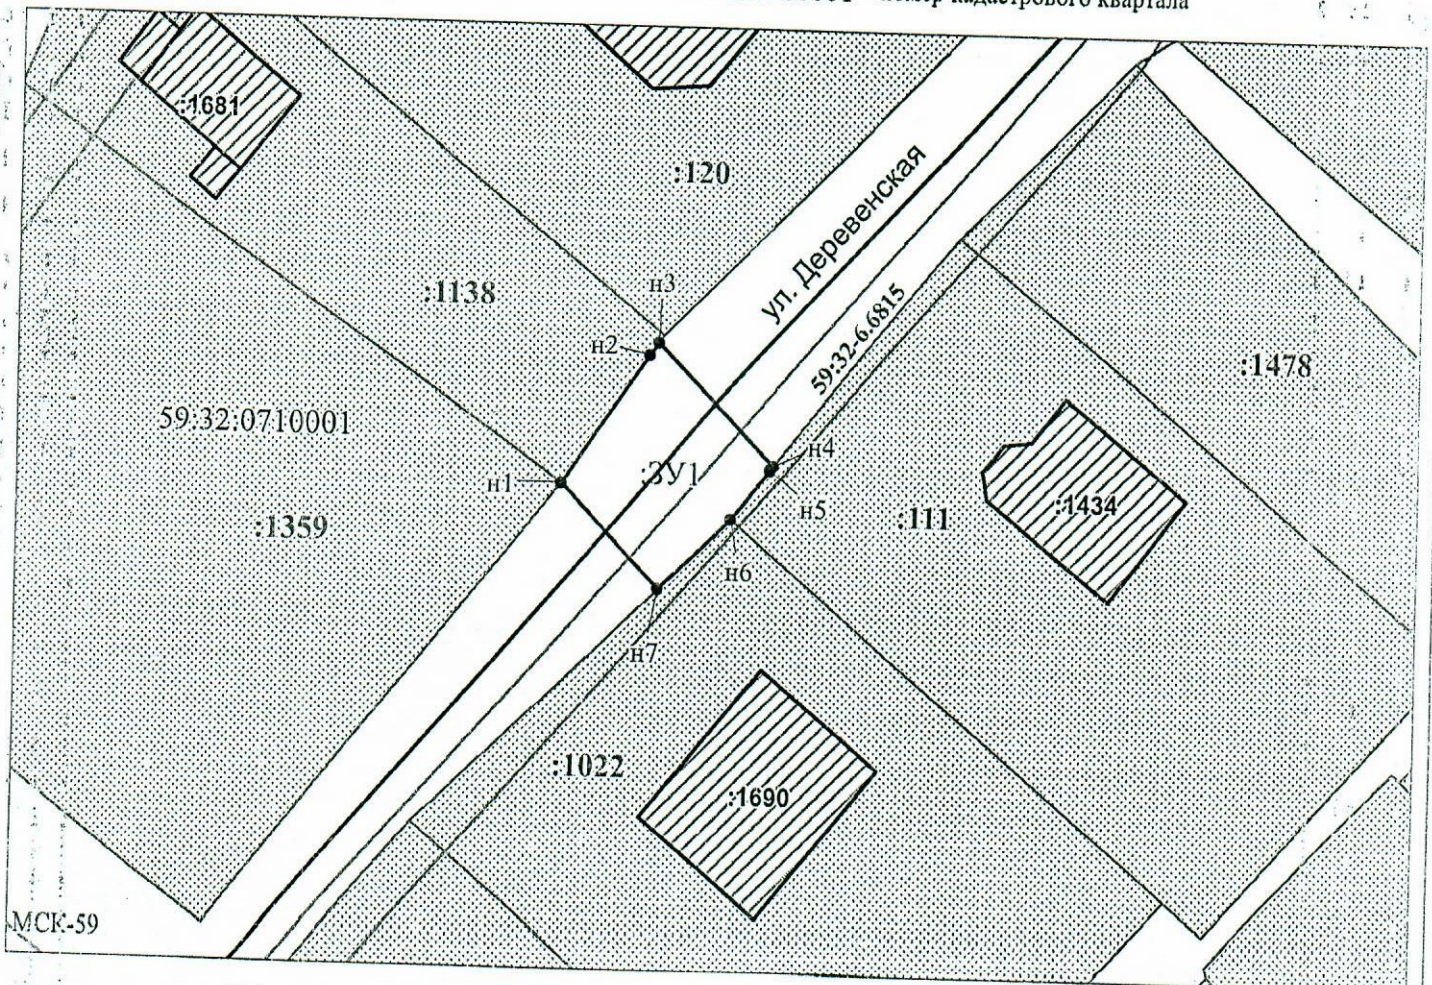 номер кадастрового квартала
:1681
:120
ул. Деревенская
:1138
н3
н2
59:32-6.6815
:1478
59:32:0710001
:ЗУ1
н4
н1
н5
:1434
:111
:1359
н6
н7
:1022
:1690
МСК-59